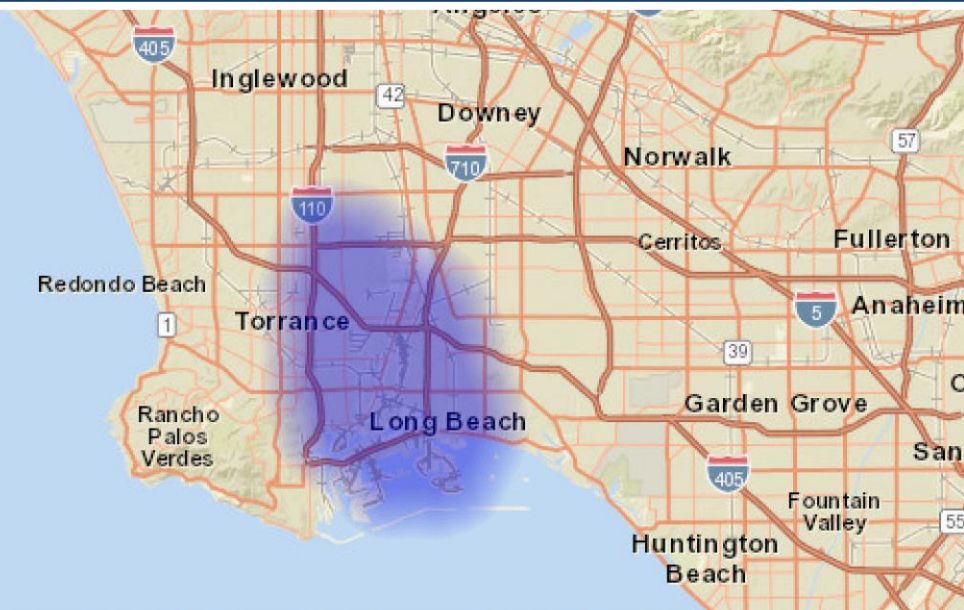 Angeles
405
Inglewood
42
Downey
710
Norwalk
57
110
Cerritos
Fullerton
Redondo Beach
Anaheim
5
1
Torrance
39
Rancho
Palos
Verdes
Long Beach
Garden Grove
San
405
Fountain
Valley
55
Huntington
Beach